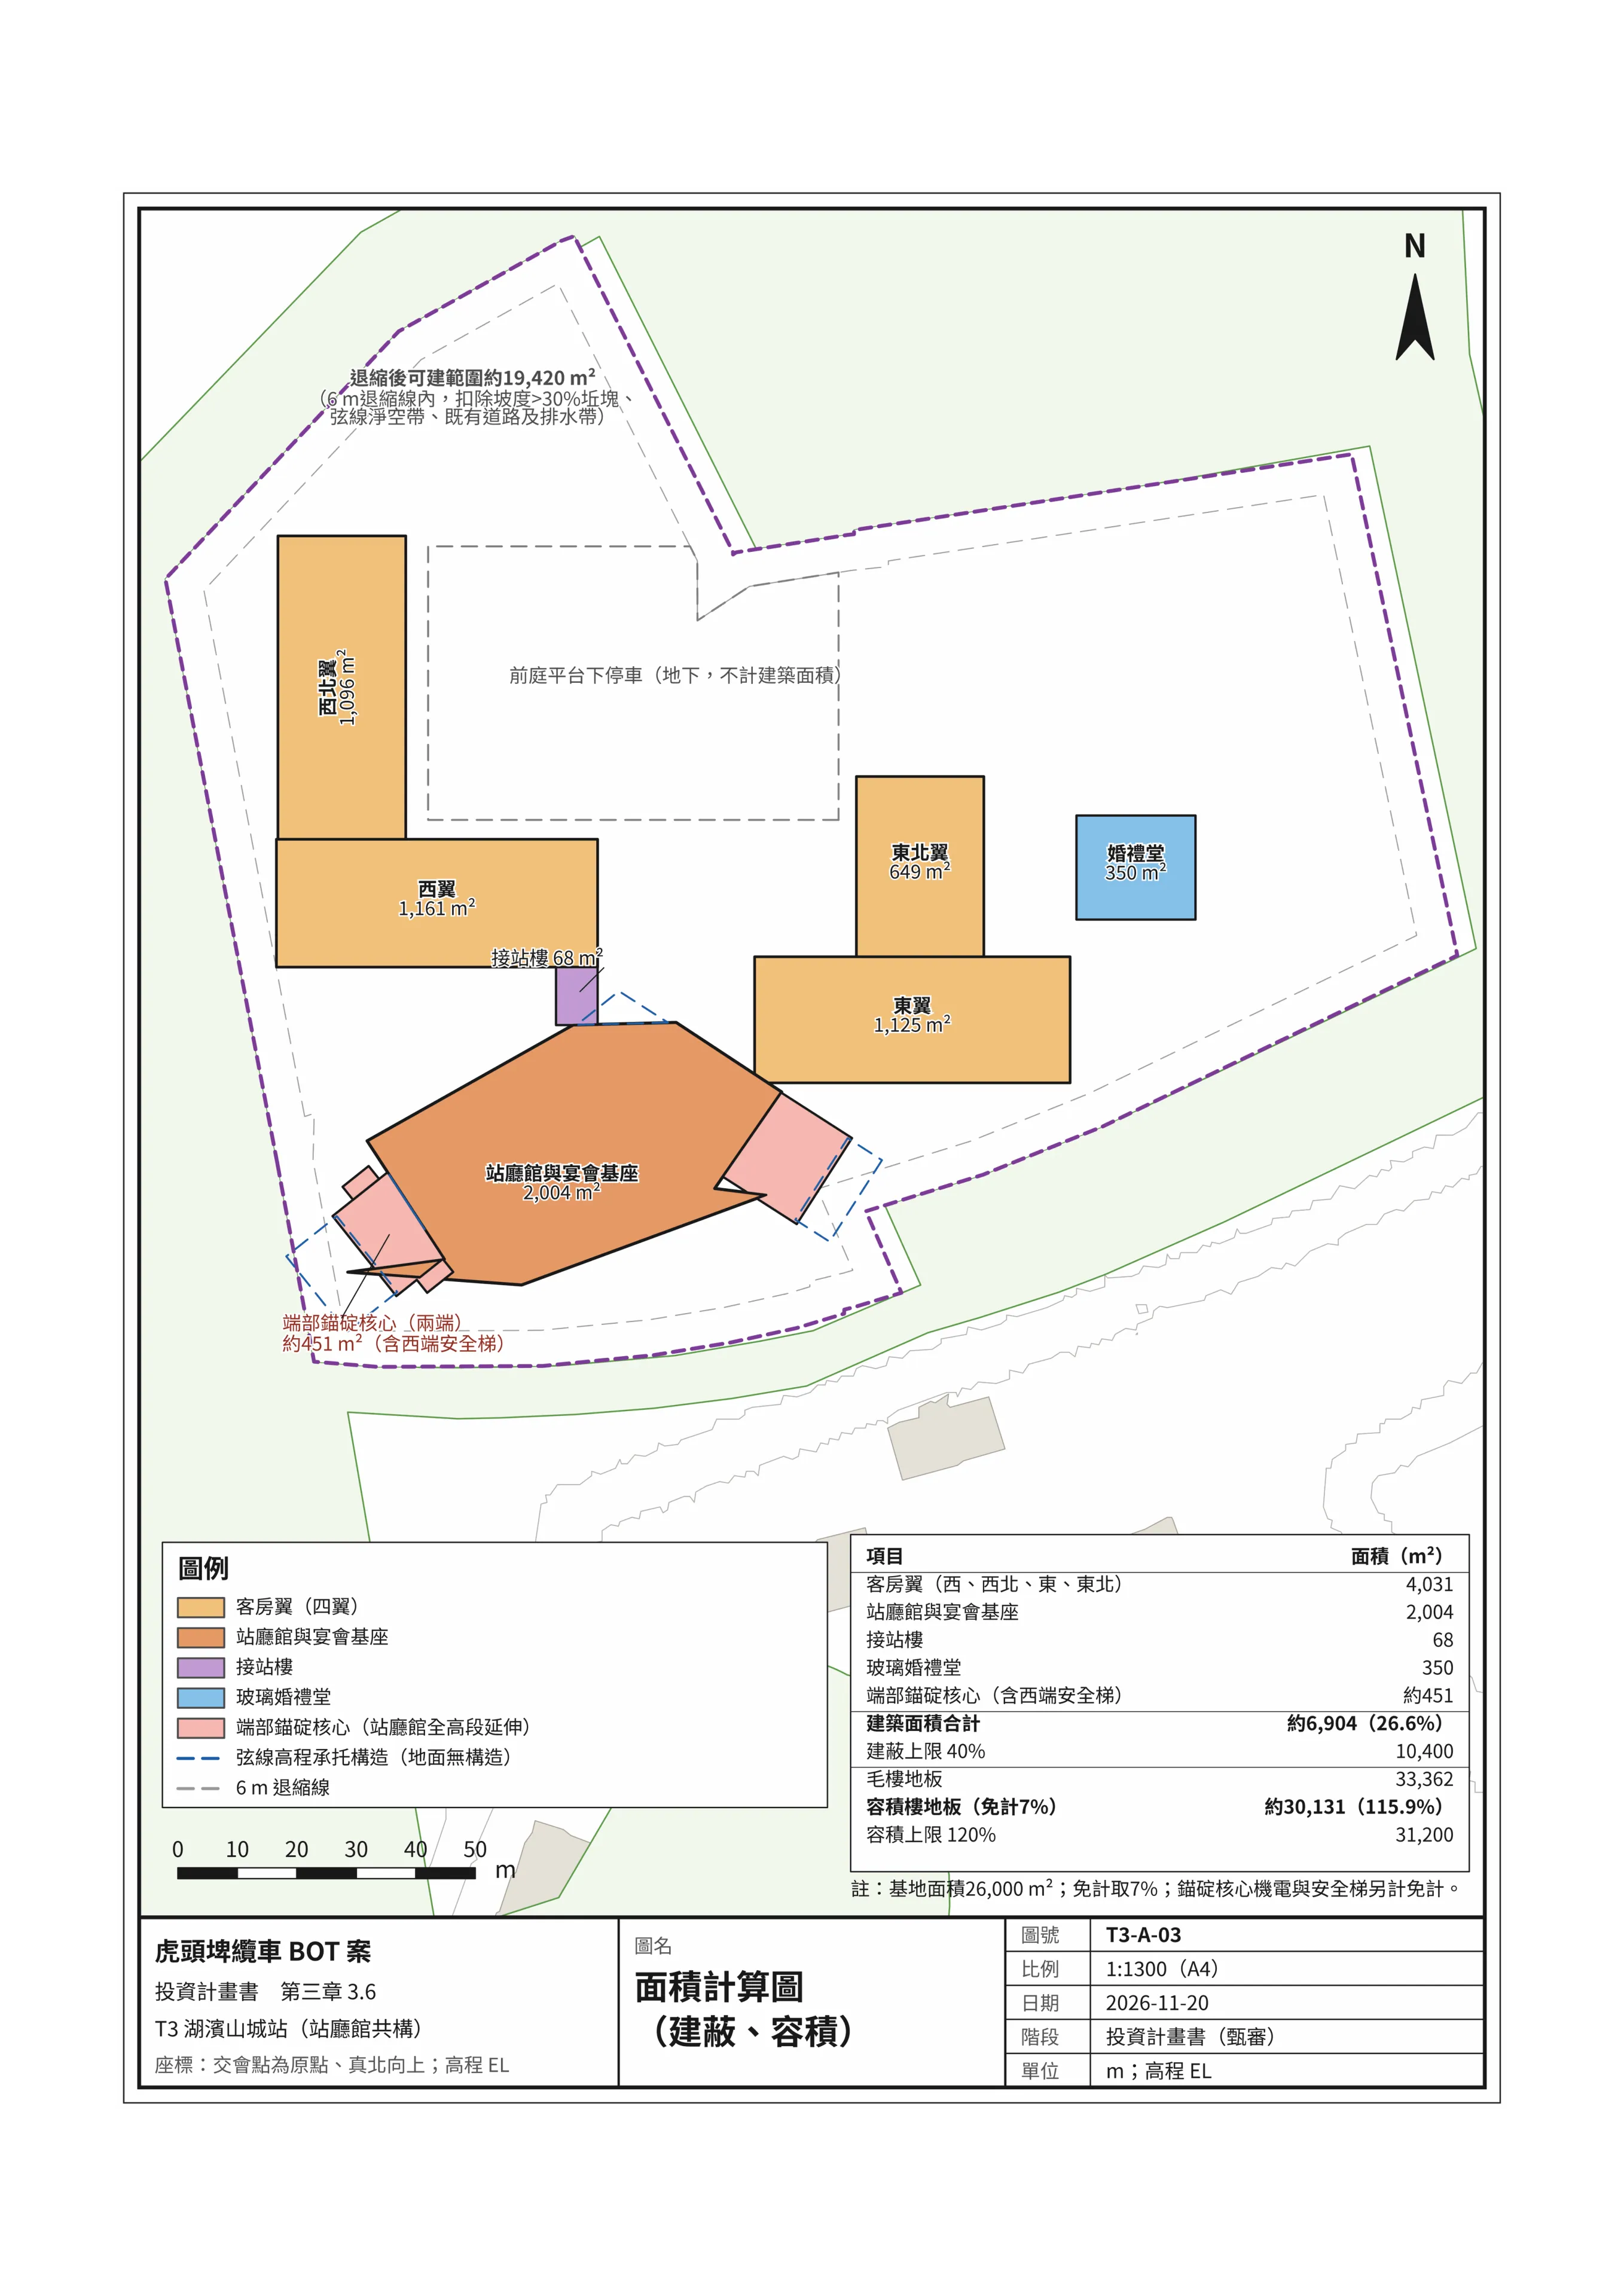 N
退縮後可建範圍約19,420 m²
（6 m退縮線內，扣除坡度>30%坵塊、
弦線淨空帶、既有道路及排水帶）
西北翼
1,096 m²
前庭平台下停車（地下，不計建築面積）
東北翼
649 m²
婚禮堂
350 m²
西翼
1,161 m²
接站樓 68 m²
東翼
1,125 m²
站廳館與宴會基座
2,004 m²
端部錨碇核心（兩端）
約451 m²（含西端安全梯）
圖例
客房翼（四翼）
站廳館與宴會基座
接站樓
玻璃婚禮堂
端部錨碇核心（站廳館全高段延伸）
弦線高程承托構造（地面無構造）
6 m 退縮線
0 10 20 30 40 50 m
項目 面積（m²）
客房翼（西、西北、東、東北） 4,031
站廳館與宴會基座 2,004
接站樓 68
玻璃婚禮堂 350
端部錨碇核心（含西端安全梯） 約451
建築面積合計 約6,904（26.6%）
建蔽上限 40% 10,400
毛樓地板 33,362
容積樓地板（免計7%） 約30,131（115.9%）
容積上限 120% 31,200
註：基地面積26,000 m²；免計取7%；錨碇核心機電與安全梯另計免計。
虎頭埤纜車 BOT 案
投資計畫書　第三章 3.6
T3 湖濱山城站（站廳館共構）
座標：交會點為原點、真北向上；高程 EL
圖名
面積計算圖
（建蔽、容積）
圖號 T3-A-03
比例 1:1300（A4）
日期 2026-11-20
階段 投資計畫書（甄審）
單位 m；高程 EL